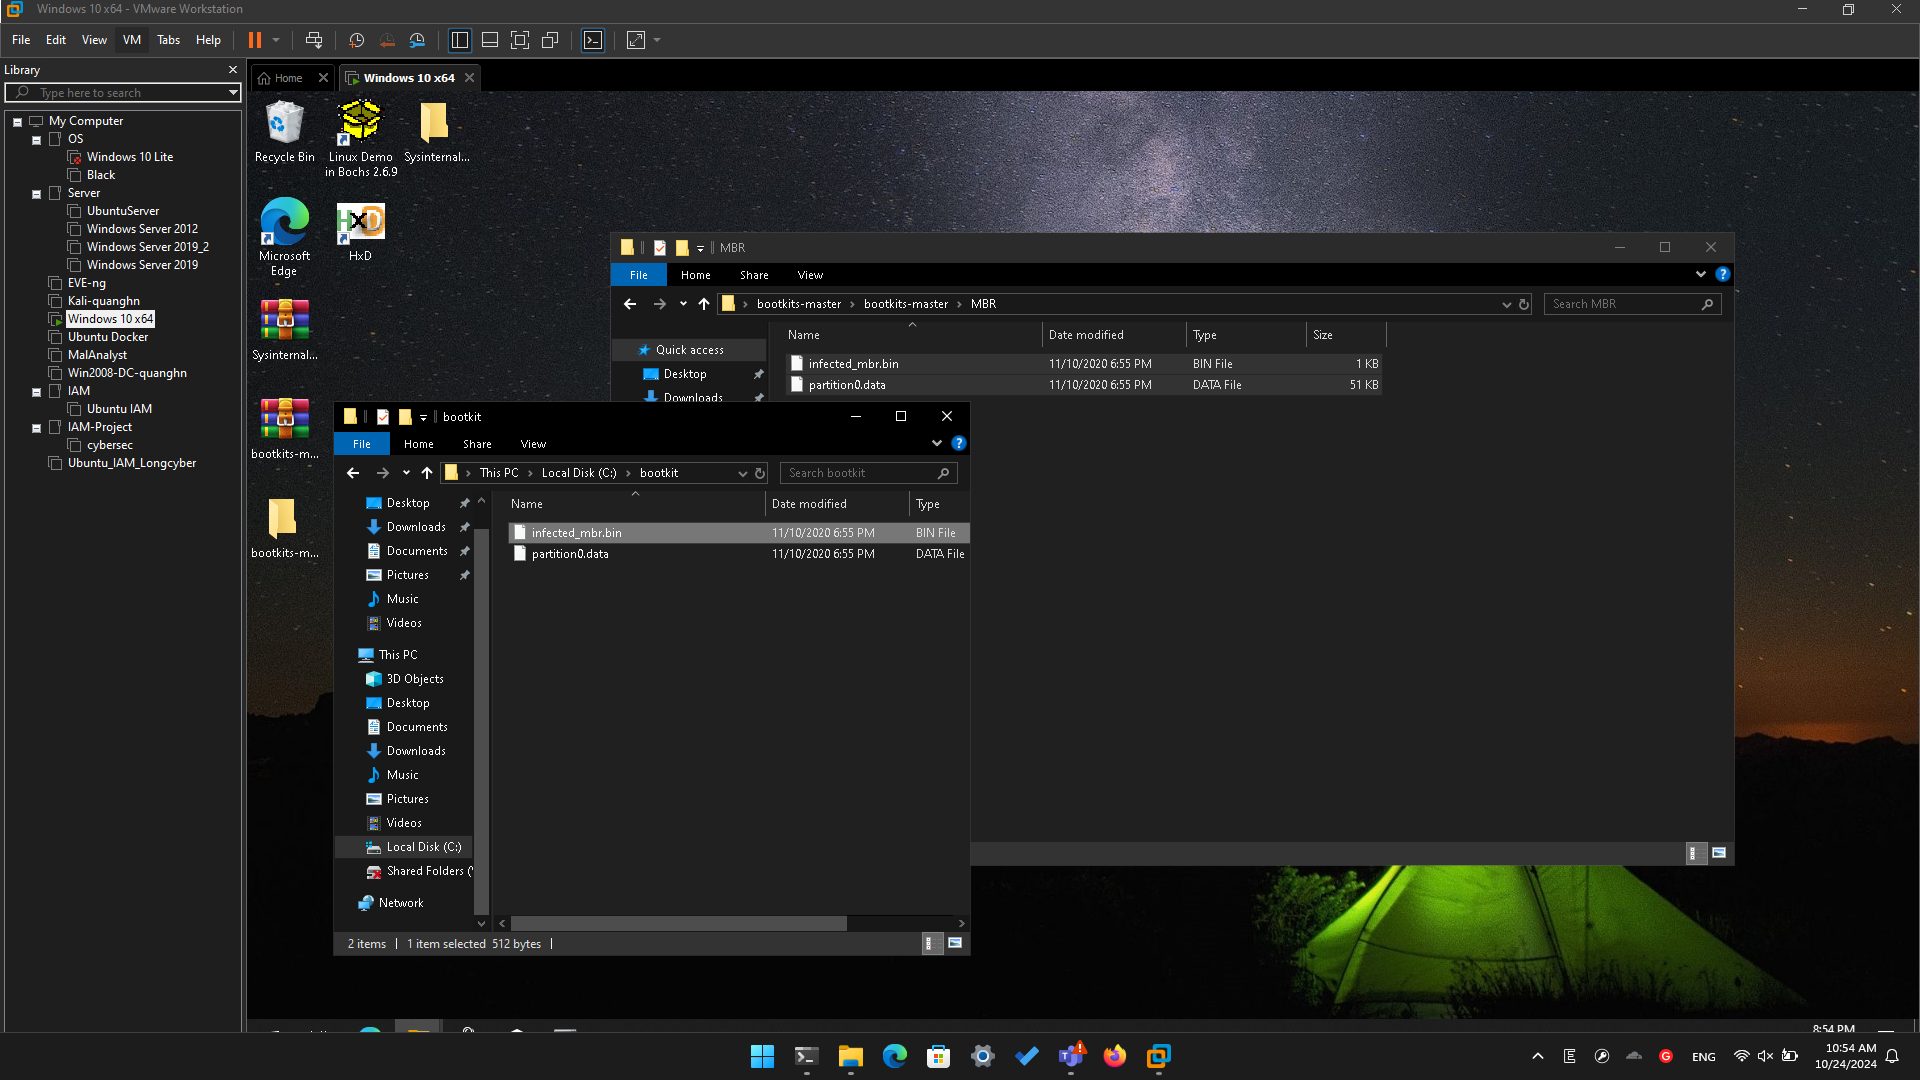 Windows 10 x64 - VMware Workstation
File Edit View VM Tabs Help
Library
Type here to search
My Computer
OS
Windows 10 Lite
Black
Server
UbuntuServer
Windows Server 2012
Windows Server 2019_2
Windows Server 2019
EVE-ng
Kali-quanghn
Windows 10 x64
Ubuntu Docker
MalAnalyst
Win2008-DC-quanghn
IAM
Ubuntu IAM
IAM-Project
cybersec
Ubuntu_IAM_Longcyber
Home
Windows 10 x64
Recycle Bin
Linux Demo
in Bochs 2.6.9
Sysinternal...
Microsoft
Edge
HxD
HxD
Sysinternal...
bootkits-m...
bootkits-m...
MBR
File Home Share View
bootkits-master > bootkits-master > MBR
Search MBR
Name Date modified Type Size
Quick access
Desktop
Downloads
infected_mbr.bin 11/10/2020 6:55 PM BIN File 1 KB
partition0.data 11/10/2020 6:55 PM DATA File 51 KB
bootkit
File Home Share View
This PC > Local Disk (C:) > bootkit
Search bootkit
Desktop
Downloads
Documents
Pictures
Music
Videos
This PC
3D Objects
Desktop
Documents
Downloads
Music
Pictures
Videos
Local Disk (C:)
Shared Folders (
Network
Name Date modified Type
infected_mbr.bin 11/10/2020 6:55 PM BIN File
partition0.data 11/10/2020 6:55 PM DATA File
2 items 1 item selected 512 bytes
8:54 PM
ENG
10:54 AM
10/24/2024